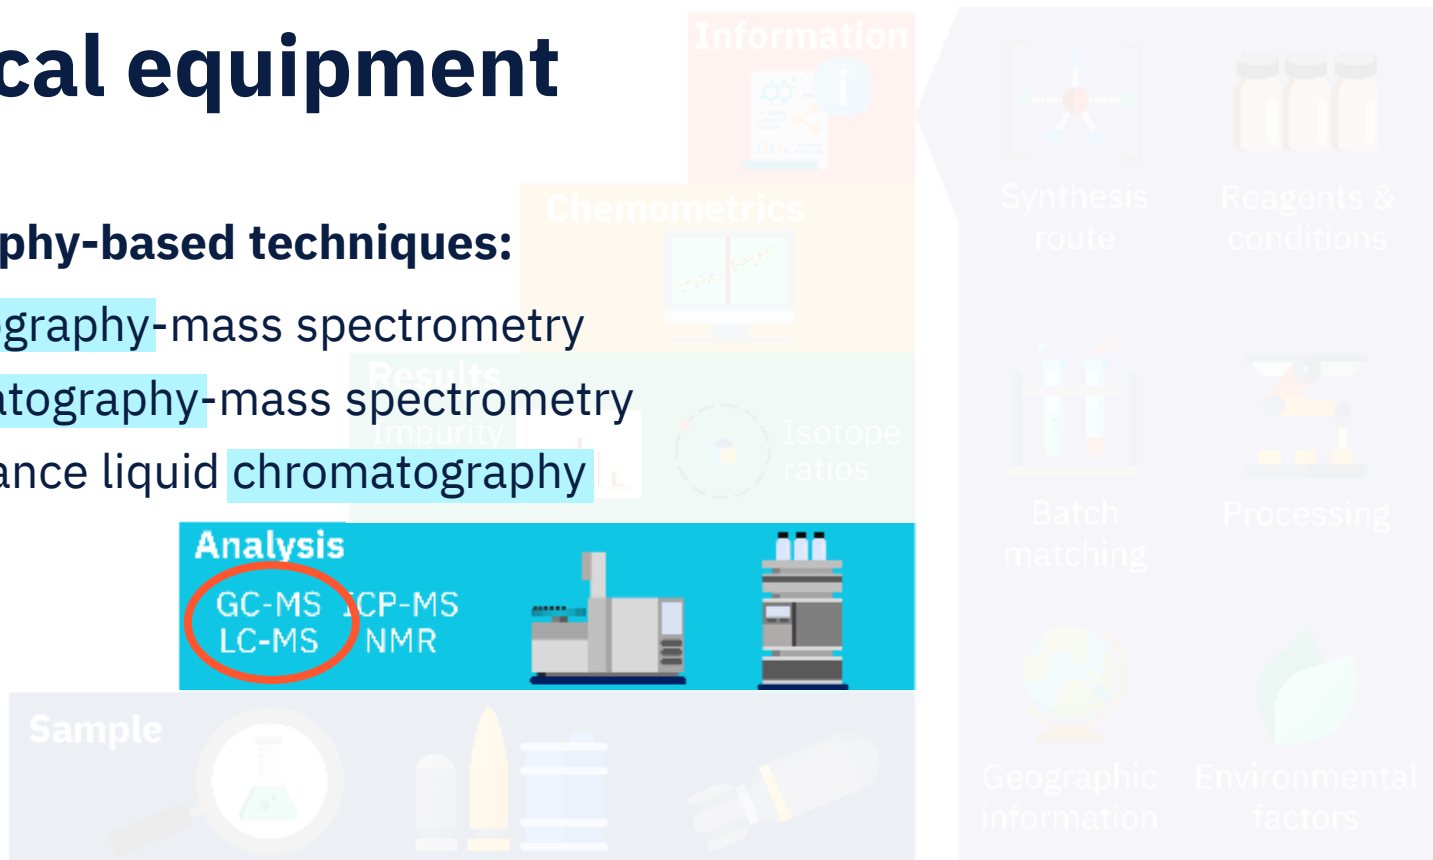 cal equipment
phy-based techniques:
graphy-mass spectrometry
atography-mass spectrometry
ance liquid chromatography
Information
Chemometrics
Results
Impurity
Isotope
ratios
Analysis
GC-MS ICP-MS
LC-MS NMR
Sample
Synthesis
route
Reagents &
conditions
Batch
matching
Processing
Geographic
information
Environmental
factors